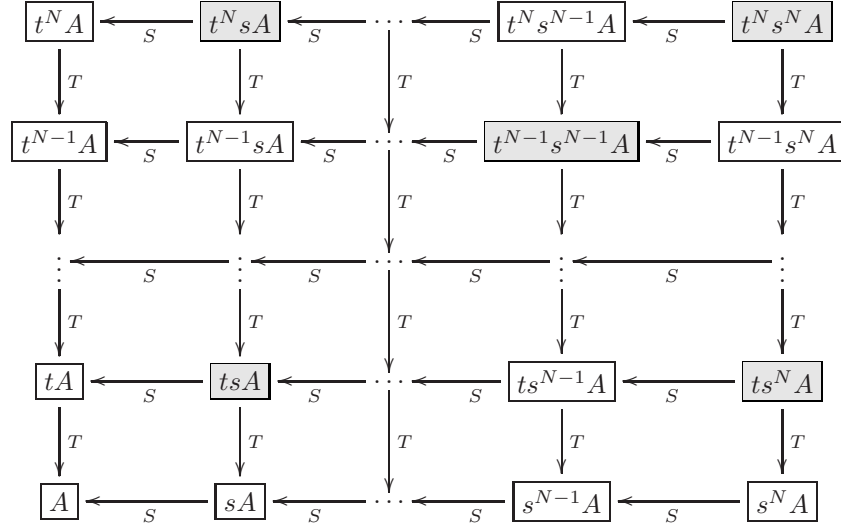 t^N A S t^N sA S ⋯ S t^N s^{N−1} A S t^N s^N A
T T T T T
t^{N−1} A S t^{N−1} sA S ⋯ S t^{N−1} s^{N−1} A S t^{N−1} s^N A
T T T T T
⋮ S ⋮ S ⋯ S ⋮ S ⋮
T T T T T
tA S tsA S ⋯ S ts^{N−1} A S ts^N A
T T T T T
A S sA S ⋯ S s^{N−1} A S s^N A